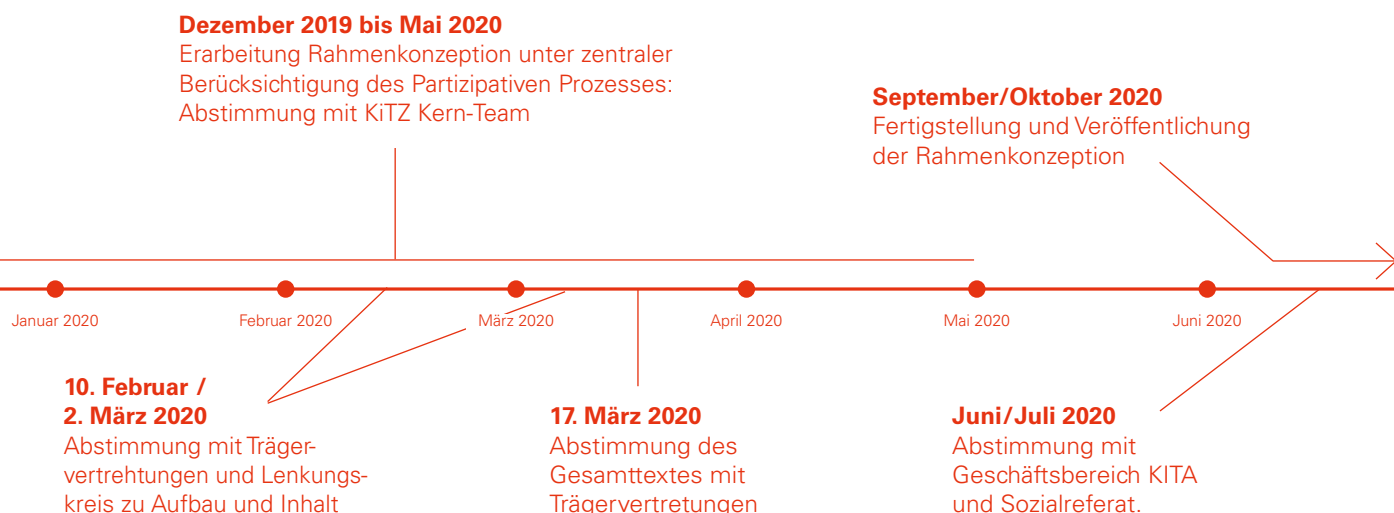 Dezember 2019 bis Mai 2020
Erarbeitung Rahmenkonzeption unter zentraler
Berücksichtigung des Partizipativen Prozesses:
Abstimmung mit KiTZ Kern-Team
September/Oktober 2020
Fertigstellung und Veröffentlichung
der Rahmenkonzeption
Januar 2020
Februar 2020
März 2020
April 2020
Mai 2020
Juni 2020
10. Februar /
2. März 2020
Abstimmung mit Träger-
vertrehtungen und Lenkungs-
kreis zu Aufbau und Inhalt
17. März 2020
Abstimmung des
Gesamttextes mit
Trägervertretungen
Juni/Juli 2020
Abstimmung mit
Geschäftsbereich KITA
und Sozialreferat.